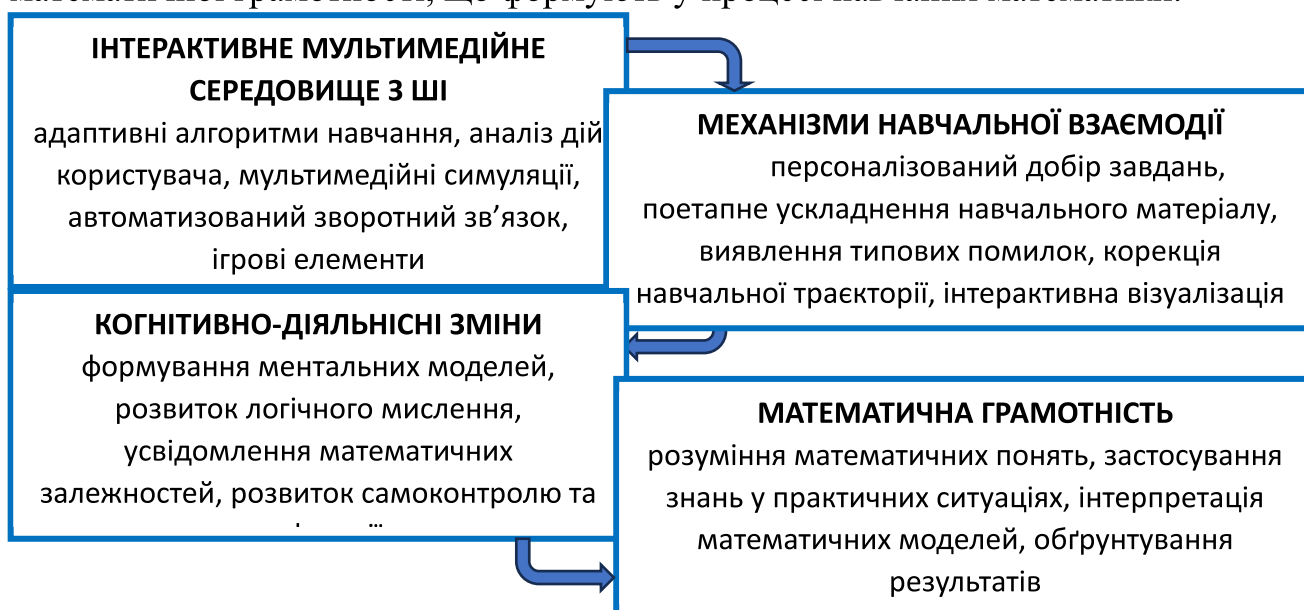 ІНТЕРАКТИВНЕ МУЛЬТИМЕДІЙНЕ
СЕРЕДОВИЩЕ З ШІ
адаптивні алгоритми навчання, аналіз дій
користувача, мультимедійні симуляції,
автоматизований зворотний зв’язок,
ігрові елементи
МЕХАНІЗМИ НАВЧАЛЬНОЇ ВЗАЄМОДІЇ
персоналізований добір завдань,
поетапне ускладнення навчального матеріалу,
виявлення типових помилок, корекція
навчальної траєкторії, інтерактивна візуалізація
КОГНІТИВНО-ДІЯЛЬНІСНІ ЗМІНИ
формування ментальних моделей,
розвиток логічного мислення,
усвідомлення математичних
залежностей, розвиток самоконтролю та
МАТЕМАТИЧНА ГРАМОТНІСТЬ
розуміння математичних понять, застосування
знань у практичних ситуаціях, інтерпретація
математичних моделей, обґрунтування
результатів